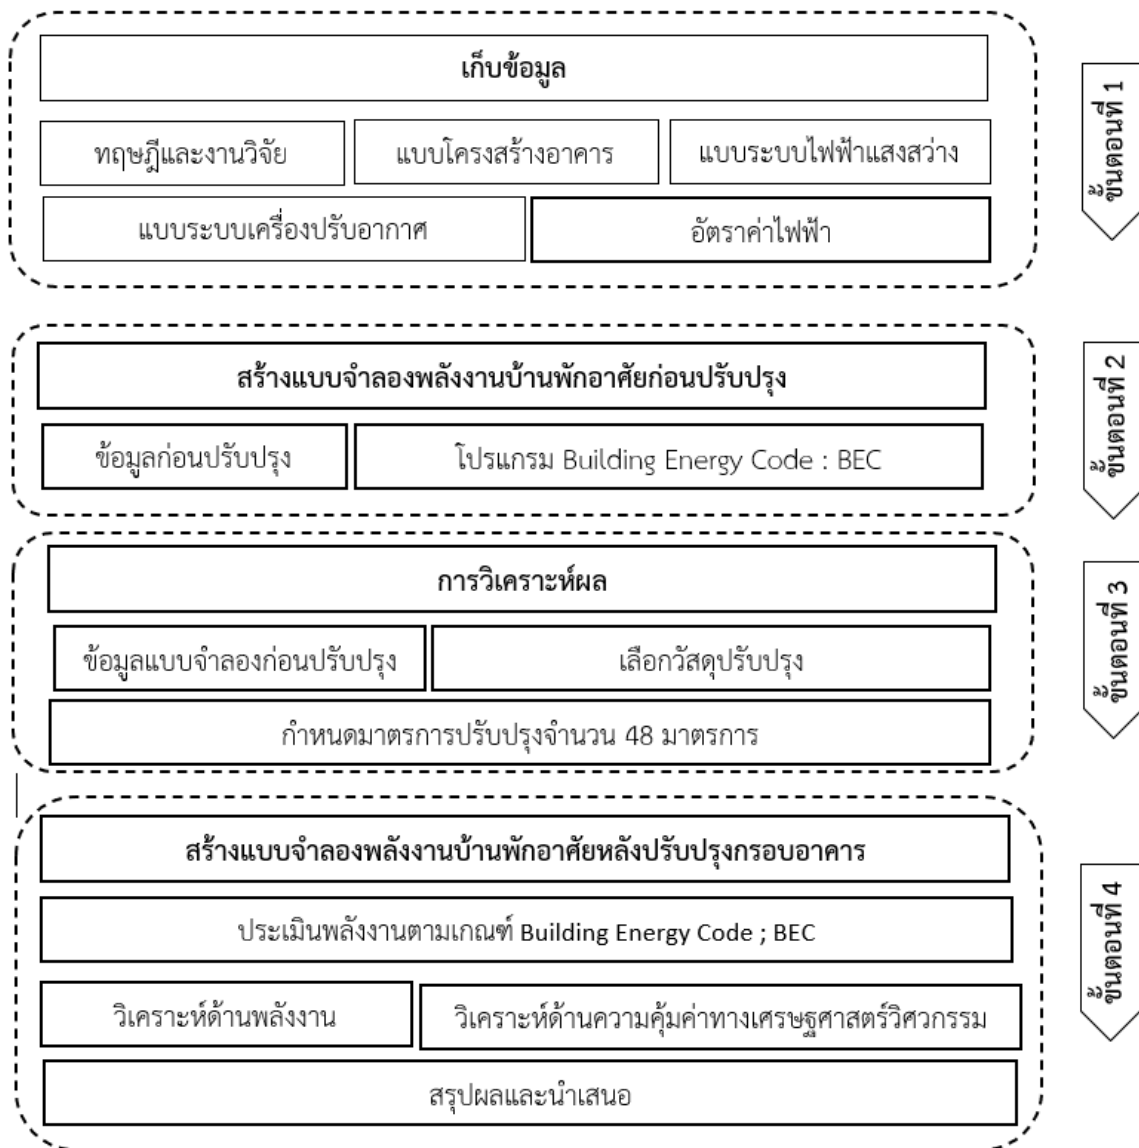 เก็บข้อมูล
ทฤษฎีและงานวิจัย
แบบโครงสร้างอาคาร
แบบระบบไฟฟ้าแสงสว่าง
แบบระบบเครื่องปรับอากาศ
อัตราค่าไฟฟ้า
ขั้นตอนที่ 1
สร้างแบบจำลองพลังงานบ้านพักอาศัยก่อนปรับปรุง
ข้อมูลก่อนปรับปรุง
โปรแกรม Building Energy Code : BEC
ขั้นตอนที่ 2
การวิเคราะห์ผล
ข้อมูลแบบจำลองก่อนปรับปรุง
เลือกวัสดุปรับปรุง
กำหนดมาตรการปรับปรุงจำนวน 48 มาตรการ
ขั้นตอนที่ 3
สร้างแบบจำลองพลังงานบ้านพักอาศัยหลังปรับปรุงกรอบอาคาร
ประเมินพลังงานตามเกณฑ์ Building Energy Code ; BEC
วิเคราะห์ด้านพลังงาน
วิเคราะห์ด้านความคุ้มค่าทางเศรษฐศาสตร์วิศวกรรม
สรุปผลและนำเสนอ
ขั้นตอนที่ 4